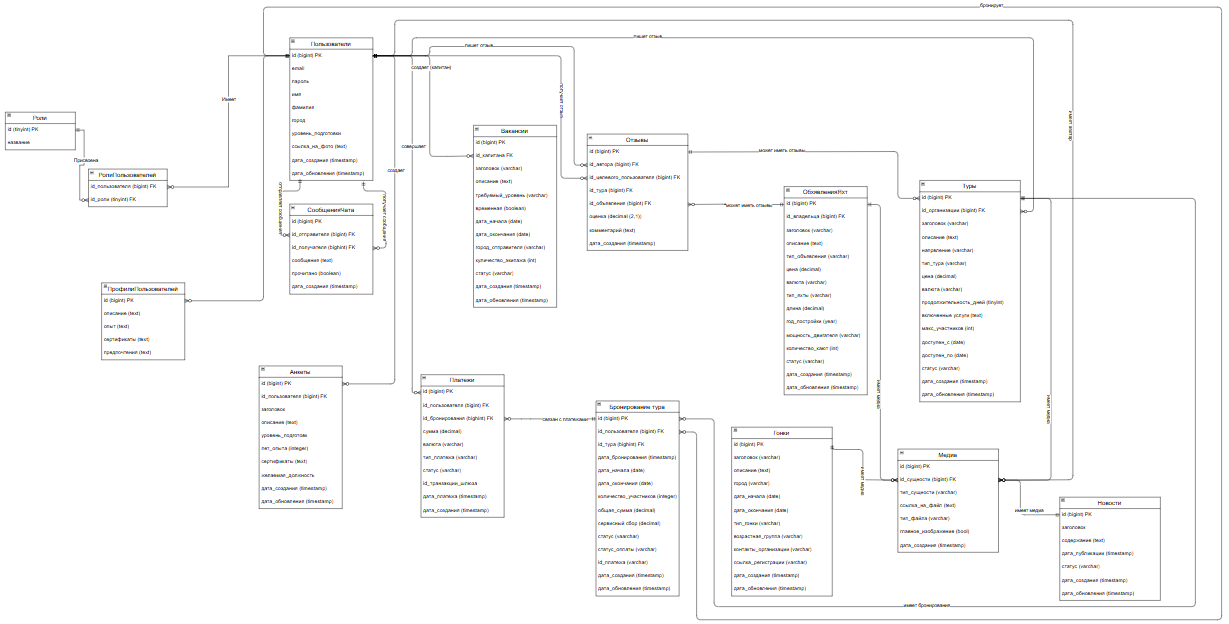 бронирует
пишет отзыв
пишет отзыв
создает (капитан)
получает отзыв
имеет аватар
Имеет
совершает
создает
Роли
id (tinyint) PK
название
Присвоена
РолиПользователей
id_пользователя (bigint) FK
id_роли (tinyint) FK
Пользователи
id (bigint) PK
email
пароль
имя
фамилия
город
уровень_подготовки
ссылка_на_фото (text)
дата_создания (timestamp)
дата_обновления (timestamp)
отправляет сообщения
получает сообщения
СообщенияЧата
id (bigint) PK
id_отправителя (bigint) FK
id_получателя (bigint) FK
сообщения (text)
прочитано (boolean)
дата_создания (timestamp)
ПрофилиПользователей
id (bigint) PK
описание (text)
опыт (text)
сертификаты (text)
предпочтения (text)
Анкеты
id (bigint) PK
id_пользователя (bigint) FK
заголовок
описание (text)
уровень_подготовки
лет_опыта (integer)
сертификаты (text)
желаемая_должность
дата_создания (timestamp)
дата_обновления (timestamp)
Вакансии
id (bigint) PK
id_капитана FK
заголовок (varchar)
описание (text)
требуемый_уровень (varchar)
временная (boolean)
дата_начала (date)
дата_окончания (date)
город_отправителя (varchar)
количество_экипажа (int)
статус (varchar)
дата_создания (timestamp)
дата_обновления (timestamp)
Отзывы
id (bigint) PK
id_автора (bigint) FK
id_целевого_пользователя (bigint) FK
id_тура (bigint) FK
id_объявления (bigint) FK
оценка (decimal (2,1))
комментарий (text)
дата_создания (timestamp)
может иметь отзывы
может иметь отзывы
ОбъявленияЯхт
id (bigint) PK
id_владельца (bigint) FK
заголовок (varchar)
описание (text)
тип_объявления (varchar)
цена (decimal)
валюта (varchar)
тип_яхты (varchar)
длина (decimal)
год_постройки (year)
мощность_двигателя (varchar)
количество_кают (int)
статус (varchar)
дата_создания (timestamp)
дата_обновления (timestamp)
Туры
id (bigint) PK
id_организации (bigint) FK
заголовок (varchar)
описание (text)
направление (varchar)
тип_тура (varchar)
цена (decimal)
валюта (varchar)
продолжительность_дней (tinyint)
включенные услуги (text)
макс_участников (int)
доступен_с (date)
доступен_по (date)
статус (varchar)
дата_создания (timestamp)
дата_обновления (timestamp)
Платежи
id (bigint) PK
id_пользователя (bigint) FK
id_бронирования (bighint) FK
сумма (decimal)
валюта (varchar)
тип_платежа (varchar)
статус (varchar)
id_транзакции_шлюза
дата_платежа (timestamp)
дата_создания (timestamp)
связан с платежами
Бронирование тура
id (bigint) PK
id_пользователя (bigint) FK
id_тура (bighint) FK
дата_бронирования (timestamp)
дата_начала (date)
дата_окончания (date)
количество_участников (integer)
общая_сумма (decimal)
сервисный сбор (decimal)
статус (vaarchar)
статус_оплаты (varchar)
id_платежа (varchar)
дата_создания (timestamp)
дата_обновления (timestamp)
Гонки
id (bigint) PK
заголовок (varchar)
описание (text)
город (varchar)
дата_начала (date)
дата_окончания (date)
тип_гонки (varchar)
возрастная_группа (varchar)
контакты_организации (varchar)
ссылка_регистрации (varchar)
дата_создания (timestamp)
дата_обновления (timestamp)
имеет медиа
имеет медиа
имеет медиа
Медиа
id (bigint) PK
id_сущности (bigint) FK
тип_сущности (varchar)
ссылка_на_файл (text)
тип_файла (varchar)
главное_изображение (bool)
дата_создания (timestamp)
имеет медиа
Новости
id (bigint) PK
заголовок
содержание (text)
дата_публикации (timestamp)
статус (varchar)
дата_создания (timestamp)
дата_обновления (timestamp)
имеет бронирования